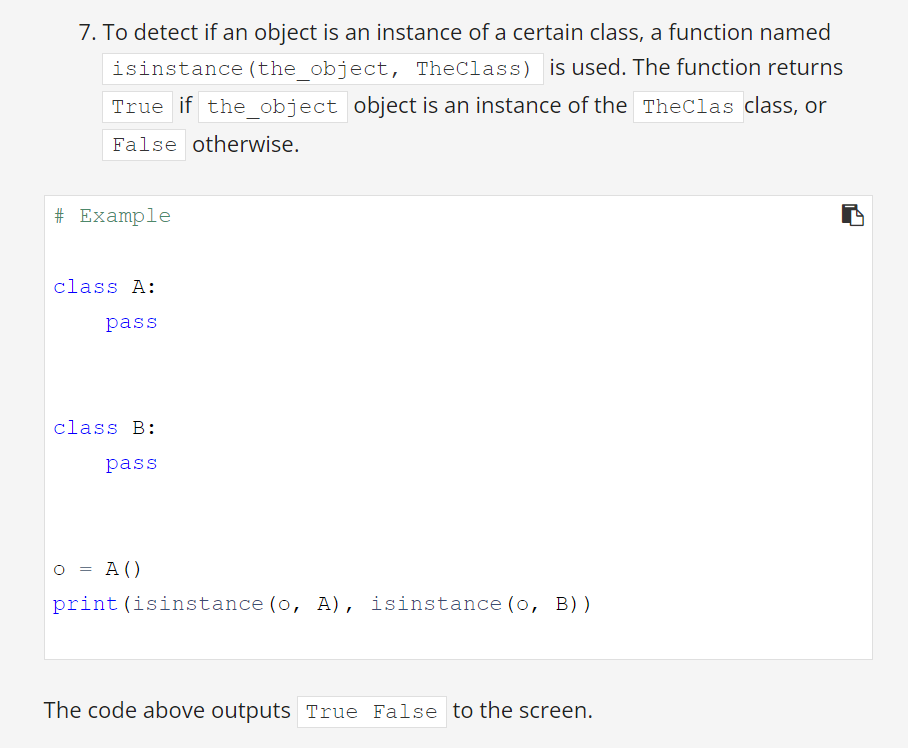 7. To detect if an object is an instance of a certain class, a function named
isinstance(the_object, TheClass) is used. The function returns
True if the_object object is an instance of the TheClas class, or
False otherwise.
# Example
class A:
    pass
class B:
    pass
o = A()
print(isinstance(o, A), isinstance(o, B))
The code above outputs True False to the screen.